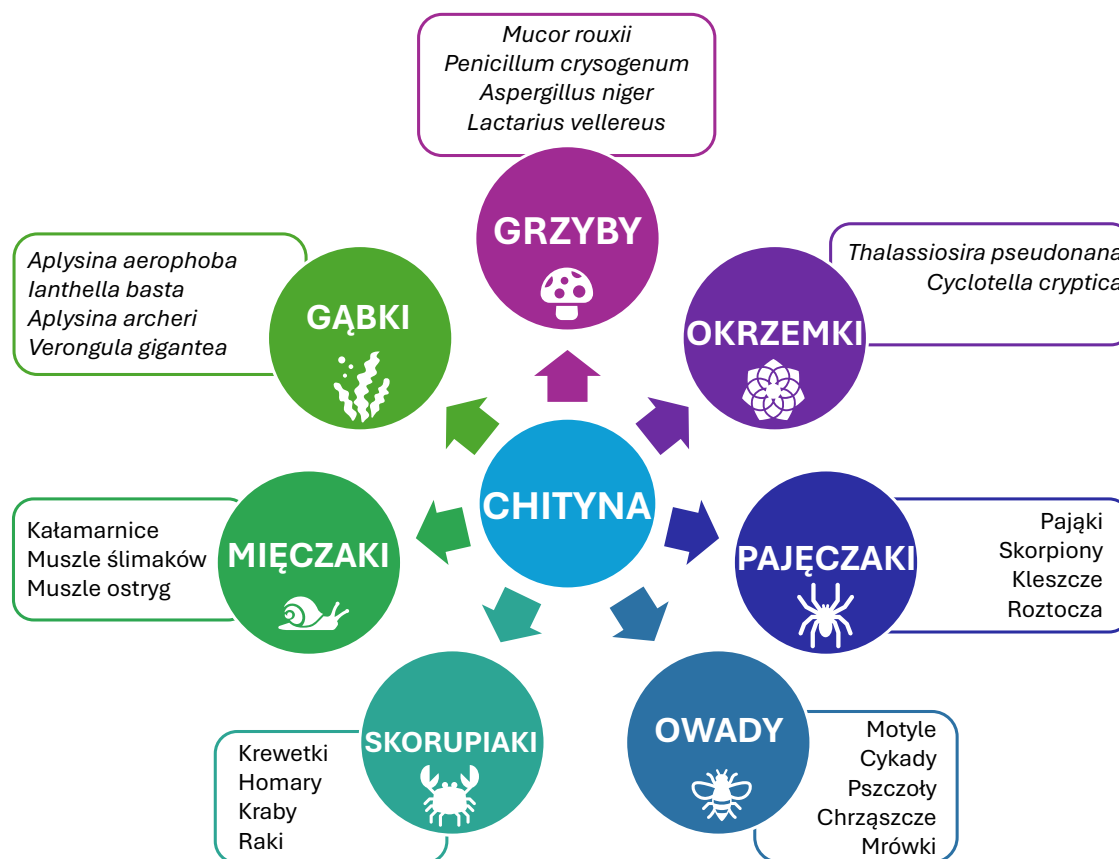 Mucor rouxii
Penicillum crysogenum
Aspergillus niger
Lactarius vellereus
GRZYBY
Aplysina aerophoba
Ianthella basta
Aplysina archeri
Verongula gigantea
GĄBKI
Thalassiosira pseudonana
Cyclotella cryptica
OKRZEMKI
CHITYNA
Kałamarnice
Muszle ślimaków
Muszle ostryg
MIĘCZAKI
PAJĘCZAKI
Pająki
Skorpiony
Kleszcze
Roztocza
Krewetki
Homary
Kraby
Raki
SKORUPIAKI
OWADY
Motyle
Cykady
Pszczoły
Chrząszcze
Mrówki